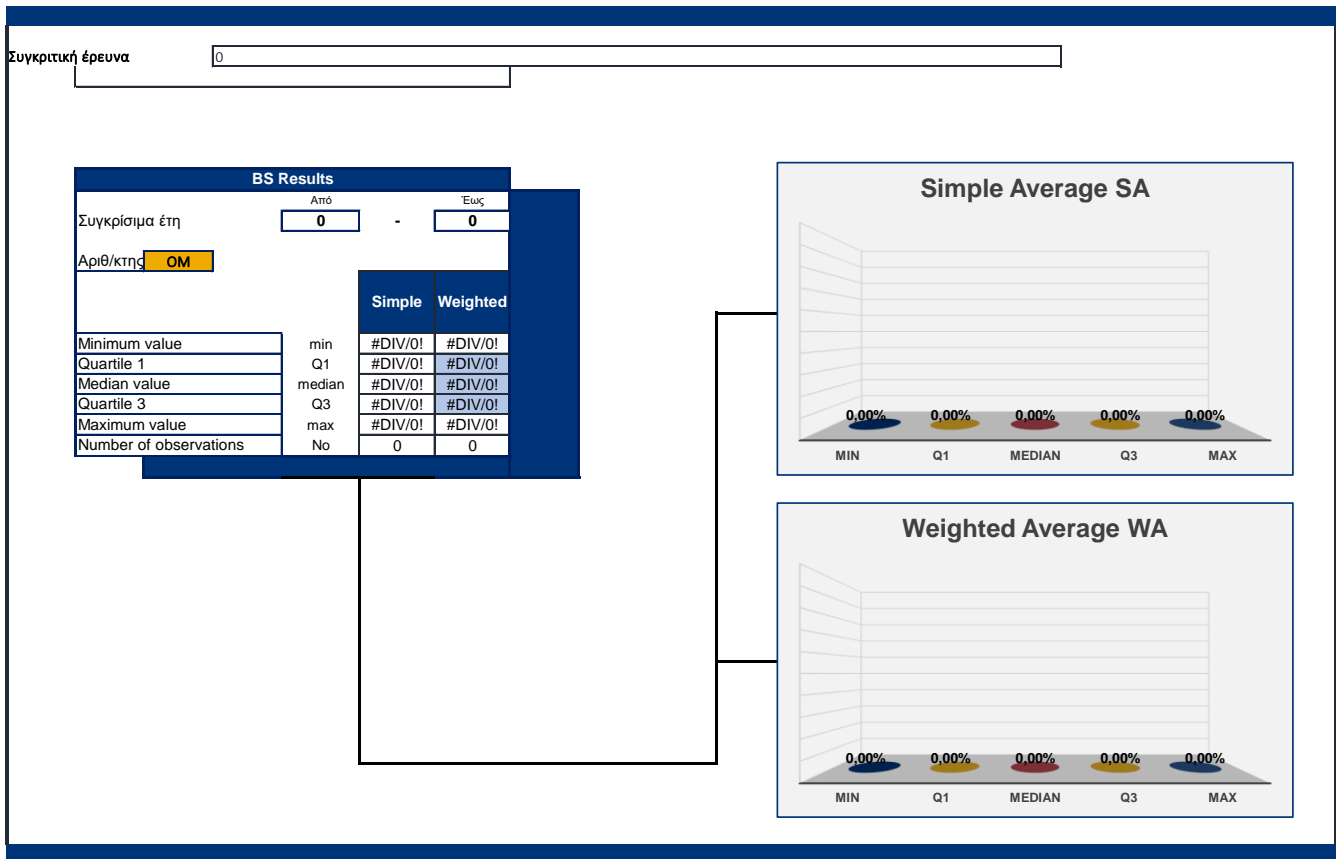 Συγκριτική έρευνα 0
BS Results
Από Έως
Συγκρίσιμα έτη 0 - 0
Αριθ/κτης ΟΜ
Simple Weighted
Minimum value min #DIV/0! #DIV/0!
Quartile 1 Q1 #DIV/0! #DIV/0!
Median value median #DIV/0! #DIV/0!
Quartile 3 Q3 #DIV/0! #DIV/0!
Maximum value max #DIV/0! #DIV/0!
Number of observations No 0 0
Simple Average SA
0,00% 0,00% 0,00% 0,00% 0,00%
MIN Q1 MEDIAN Q3 MAX
Weighted Average WA
0,00% 0,00% 0,00% 0,00% 0,00%
MIN Q1 MEDIAN Q3 MAX